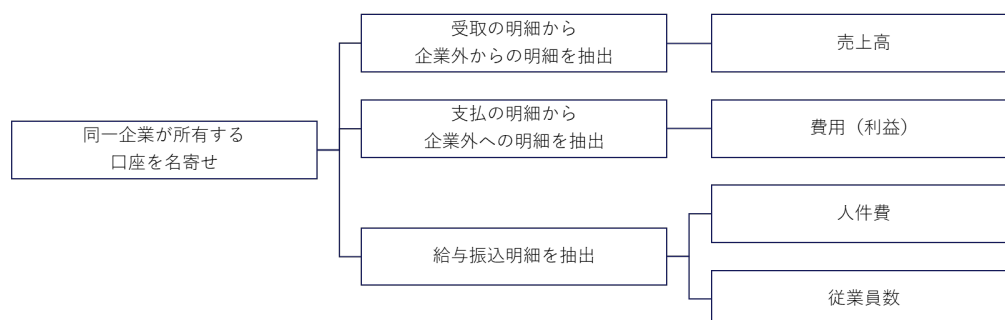 同一企業が所有する
口座を名寄せ
受取の明細から
企業外からの明細を抽出
売上高
支払の明細から
企業外への明細を抽出
費用（利益）
給与振込明細を抽出
人件費
従業員数